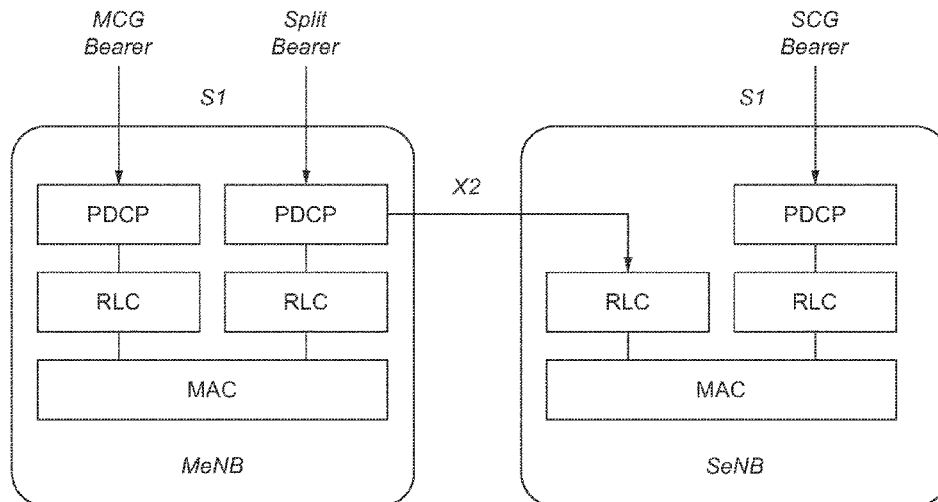 MCG
Bearer
Split
Bearer
SCG
Bearer
S1
S1
X2
PDCP
PDCP
PDCP
RLC
RLC
RLC
RLC
MAC
MAC
MeNB
SeNB